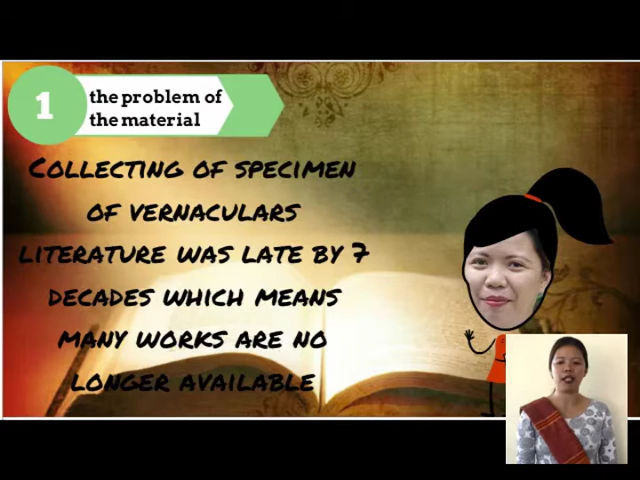 1
the problem of
the material
COLLECTING OF SPECIMEN
OF VERNACULARS
LITERATURE WAS LATE BY 7
DECADES WHICH MEANS
MANY WORKS ARE NO
LONGER AVAILABLE